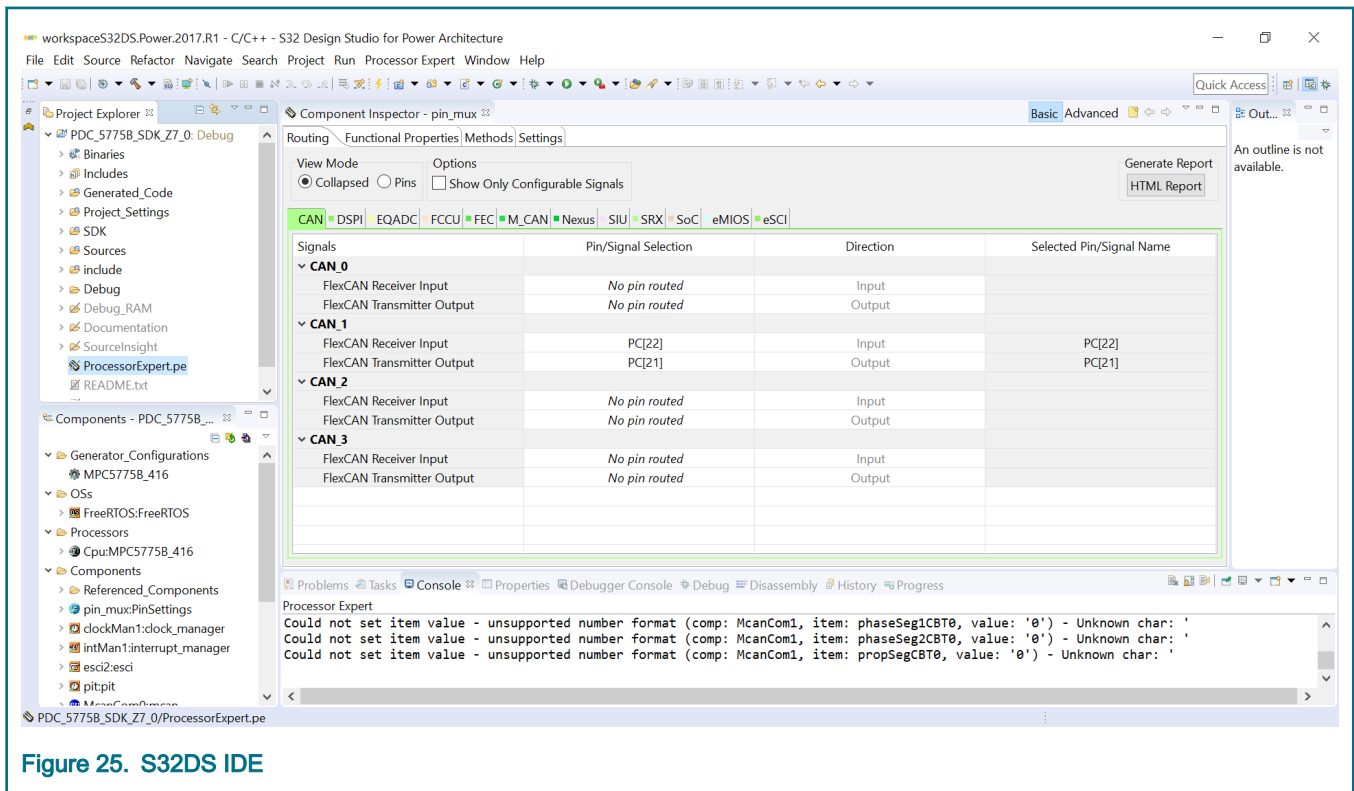 workspaceS32DS.Power.2017.R1 - C/C++ - S32 Design Studio for Power Architecture
File Edit Source Refactor Navigate Search Project Run Processor Expert Window Help
Quick Access
Project Explorer
PDC_5775B_SDK_Z7_0: Debug
Binaries
Includes
Generated_Code
Project_Settings
SDK
Sources
include
Debug
Debug_RAM
Documentation
SourceInsight
ProcessorExpert.pe
README.txt
Components - PDC_5775B_...
Generator_Configurations
MPC5775B_416
OSs
FreeRTOS:FreeRTOS
Processors
Cpu:MPC5775B_416
Components
Referenced_Components
pin_mux:PinSettings
clockMan1:clock_manager
intMan1:interrupt_manager
esci2:esci
pit:pit
McanCom0:mcan
Component Inspector - pin_mux
Basic Advanced
Routing Functional Properties Methods Settings
View Mode Options Generate Report
Collapsed Pins Show Only Configurable Signals HTML Report
CAN DSPI EQADC FCCU FEC M_CAN Nexus SIU SRX SoC eMIOS eSCI
Signals Pin/Signal Selection Direction Selected Pin/Signal Name
CAN_0
FlexCAN Receiver Input No pin routed Input
FlexCAN Transmitter Output No pin routed Output
CAN_1
FlexCAN Receiver Input PC[22] Input PC[22]
FlexCAN Transmitter Output PC[21] Output PC[21]
CAN_2
FlexCAN Receiver Input No pin routed Input
FlexCAN Transmitter Output No pin routed Output
CAN_3
FlexCAN Receiver Input No pin routed Input
FlexCAN Transmitter Output No pin routed Output
Out...
An outline is not
available.
Problems Tasks Console Properties Debugger Console Debug Disassembly History Progress
Processor Expert
Could not set item value - unsupported number format (comp: McanCom1, item: phaseSeg1CBT0, value: '0') - Unknown char: '
Could not set item value - unsupported number format (comp: McanCom1, item: phaseSeg2CBT0, value: '0') - Unknown char: '
Could not set item value - unsupported number format (comp: McanCom1, item: propSegCBT0, value: '0') - Unknown char: '
PDC_5775B_SDK_Z7_0/ProcessorExpert.pe
Figure 25. S32DS IDE